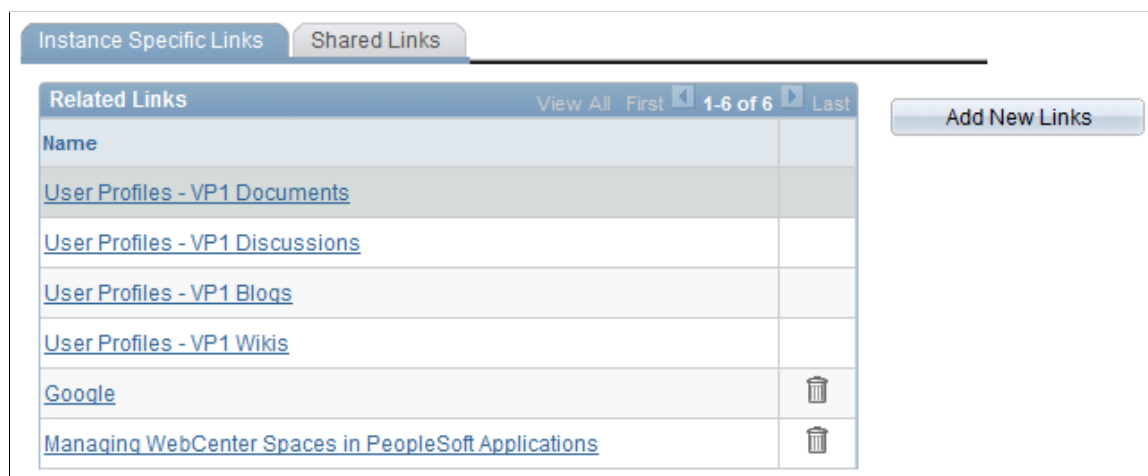 Instance Specific Links Shared Links
Related Links View All First 1-6 of 6 Last
Add New Links
Name
User Profiles - VP1 Documents
User Profiles - VP1 Discussions
User Profiles - VP1 Blogs
User Profiles - VP1 Wikis
Google
Managing WebCenter Spaces in PeopleSoft Applications